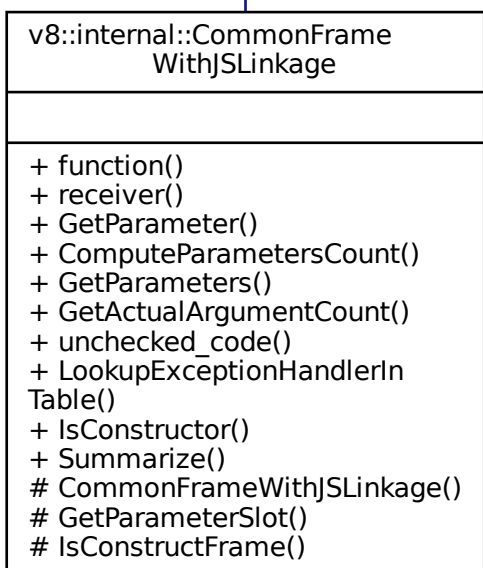 v8::internal::CommonFrame
WithJSLinkage
+ function()
+ receiver()
+ GetParameter()
+ ComputeParametersCount()
+ GetParameters()
+ GetActualArgumentCount()
+ unchecked_code()
+ LookupExceptionHandlerIn
Table()
+ IsConstructor()
+ Summarize()
# CommonFrameWithJSLinkage()
# GetParameterSlot()
# IsConstructFrame()